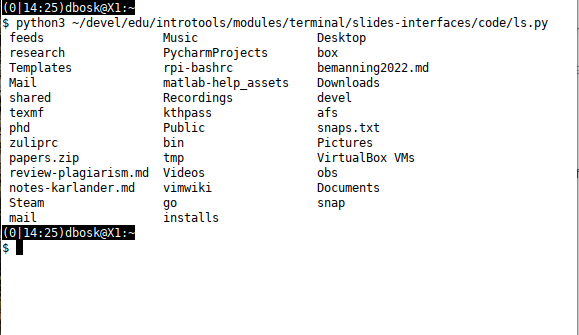 (0|14:25)dbosk@X1:~
$ python3 ~/devel/edu/introtools/modules/terminal/slides-interfaces/code/ls.py
feeds Music Desktop
research PycharmProjects box
Templates rpi-bashrc bemanning2022.md
Mail matlab-help_assets Downloads
shared Recordings devel
texmf kthpass afs
phd Public snaps.txt
zuliprc bin Pictures
papers.zip tmp VirtualBox VMs
review-plagiarism.md Videos obs
notes-karlander.md vimwiki Documents
Steam go snap
mail installs
(0|14:25)dbosk@X1:~
$